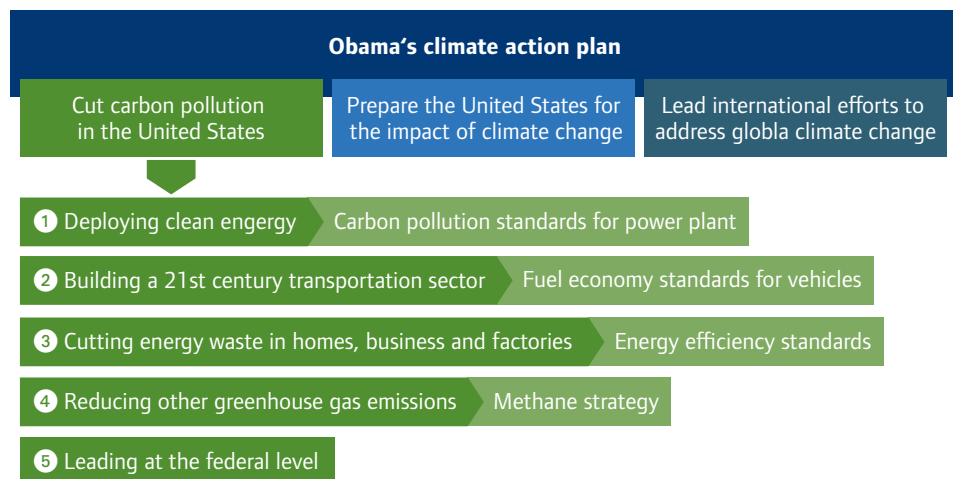 Obama‘s climate action plan
Cut carbon pollution
in the United States
Prepare the United States for
the impact of climate change
Lead international efforts to
address globla climate change
1 Deploying clean engergy
Carbon pollution standards for power plant
2 Building a 21st century transportation sector
Fuel economy standards for vehicles
3 Cutting energy waste in homes, business and factories
Energy efficiency standards
4 Reducing other greenhouse gas emissions
Methane strategy
5 Leading at the federal level